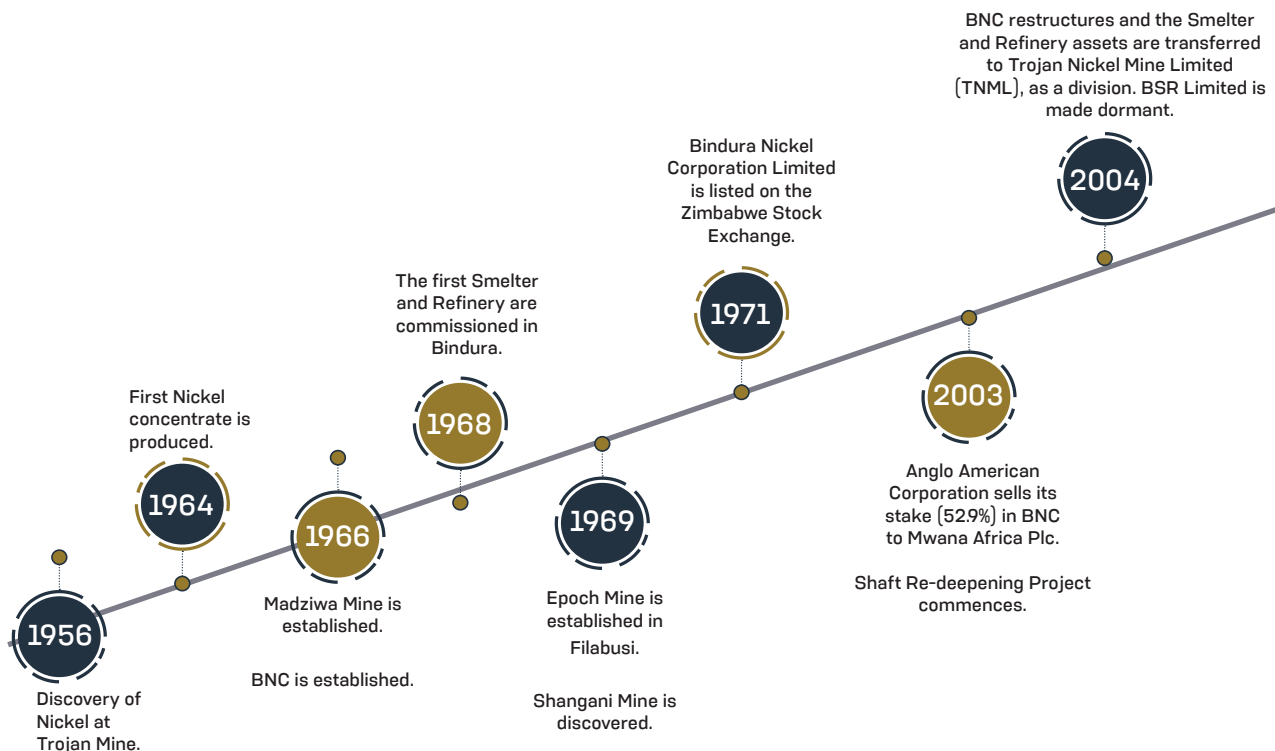 1956
Discovery of
Nickel at
Trojan Mine.
First Nickel
concentrate is
produced.
1964
1966
Madziwa Mine is
established.
BNC is established.
The first Smelter
and Refinery are
commissioned in
Bindura.
1968
1969
Epoch Mine is
established in
Filabusi.
Shangani Mine is
discovered.
Bindura Nickel
Corporation Limited
is listed on the
Zimbabwe Stock
Exchange.
1971
2003
Anglo American
Corporation sells its
stake (52.9%) in BNC
to Mwana Africa Plc.
Shaft Re-deepening Project
commences.
BNC restructures and the Smelter
and Refinery assets are transferred
to Trojan Nickel Mine Limited
(TNML), as a division. BSR Limited is
made dormant.
2004